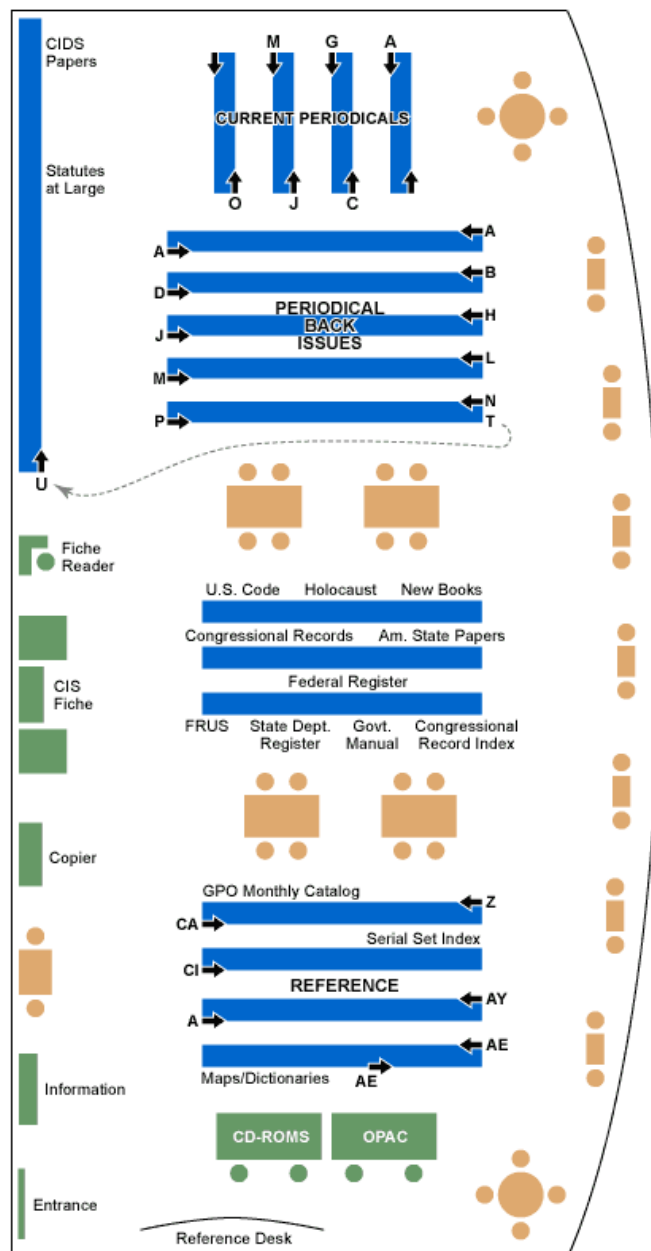 CIDS
Papers
M G A
CURRENT PERIODICALS
Statutes
at Large
O J C
A
A
B
D
PERIODICAL
BACK
ISSUES
H
J
L
M
N
P
T
U
Fiche
Reader
U.S. Code Holocaust New Books
Congressional Records Am. State Papers
Federal Register
CIS
Fiche
FRUS
State Dept.
Register
Govt.
Manual
Congressional
Record Index
Copier
GPO Monthly Catalog
Z
CA
Serial Set Index
CI
REFERENCE
AY
A
AE
Maps/Dictionaries
AE
Information
CD-ROMS
OPAC
Entrance
Reference Desk